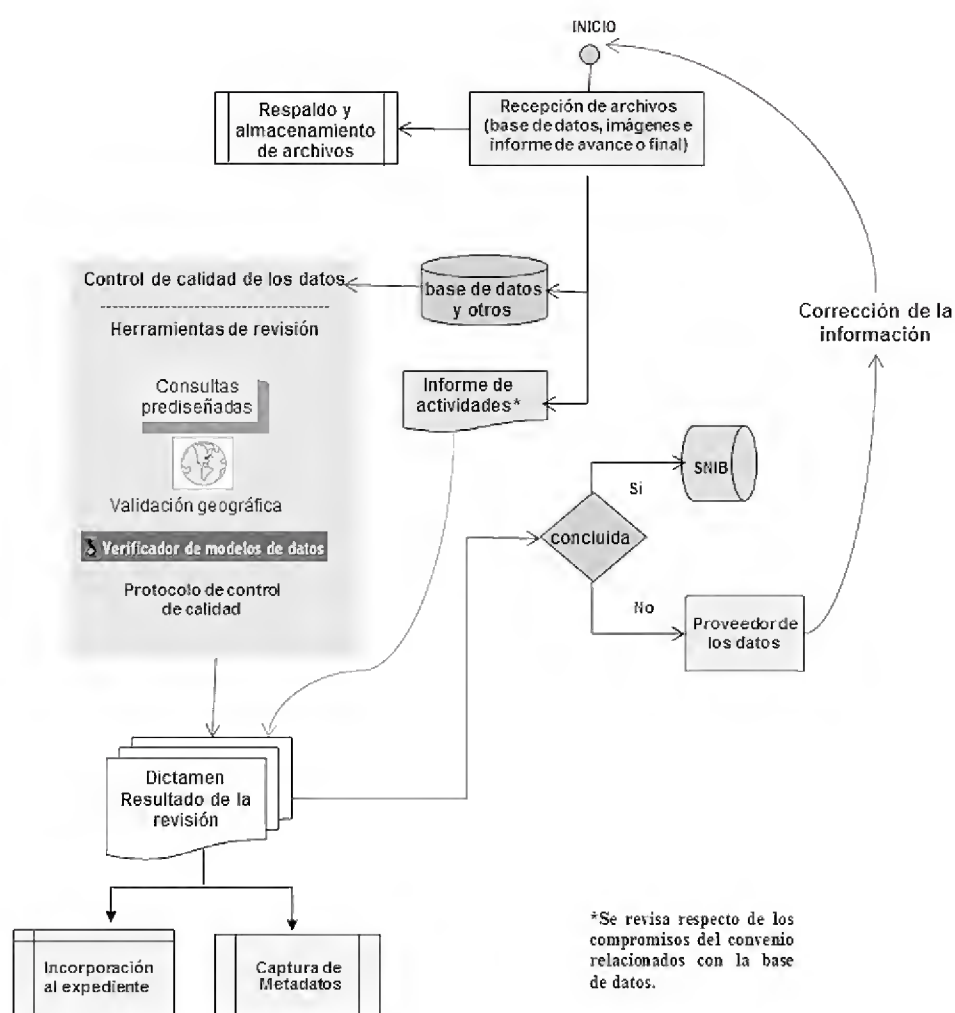 INICIO
Respaldo y
almacenamiento
de archivos
Recepción de archivos
(base de datos, imágenes e
informe de avance o final)
Control de calidad de los datos
Herramientas de revisión
Consultas
prediseñadas
Validación geográfica
Verificador de modelos de datos
Protocolo de control
de calidad
base de datos
y otros
Informe de
actividades*
Corrección de la
información
SNIB
Si
concluida
No
Proveedor de
los datos
Dictamen
Resultado de la
revisión
Incorporación
al expediente
Captura de
Metadatos
*Se revisa respecto de los
compromisos del convenio
relacionados con la base
de datos.